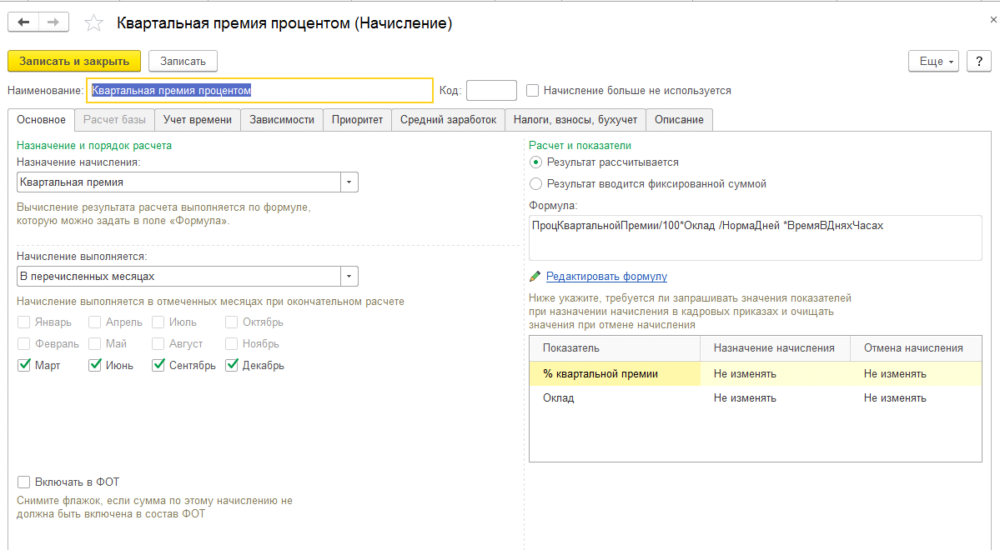 Квартальная премия процентом (Начисление)
Записать и закрыть
Записать
Еще
?
Наименование: Квартальная премия процентом
Код:
Начисление больше не используется
Основное
Расчет базы
Учет времени
Зависимости
Приоритет
Средний заработок
Налоги, взносы, бухучет
Описание
Назначение и порядок расчета
Назначение начисления:
Квартальная премия
Вычисление результата расчета выполняется по формуле,
которую можно задать в поле «Формула».
Начисление выполняется:
В перечисленных месяцах
Начисление выполняется в отмеченных месяцах при окончательном расчете
Январь Апрель Июль Октябрь
Февраль Май Август Ноябрь
Март Июнь Сентябрь Декабрь
Включать в ФОТ
Снимите флажок, если сумма по этому начислению не
должна быть включена в состав ФОТ
Расчет и показатели
Результат рассчитывается
Результат вводится фиксированной суммой
Формула:
ПроцКвартальнойПремии/100*Оклад /НормаДней *ВремяВДняхЧасах
Редактировать формулу
Ниже укажите, требуется ли запрашивать значения показателей
при назначении начисления в кадровых приказах и очищать
значения при отмене начисления
Показатель Назначение начисления Отмена начисления
% квартальной премии Не изменять Не изменять
Оклад Не изменять Не изменять